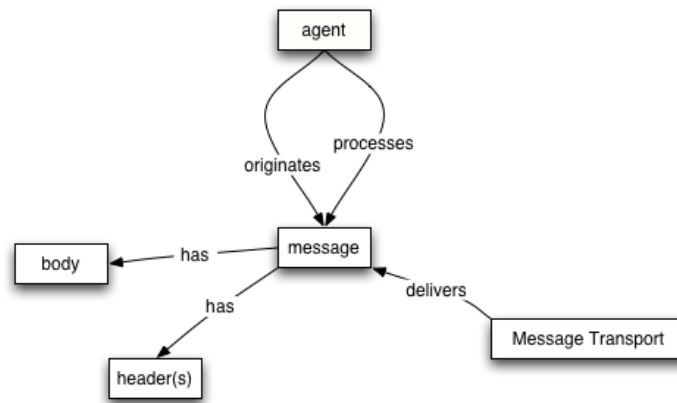 agent
processes
originates
message
has
body
delivers
has
Message Transport
header(s)